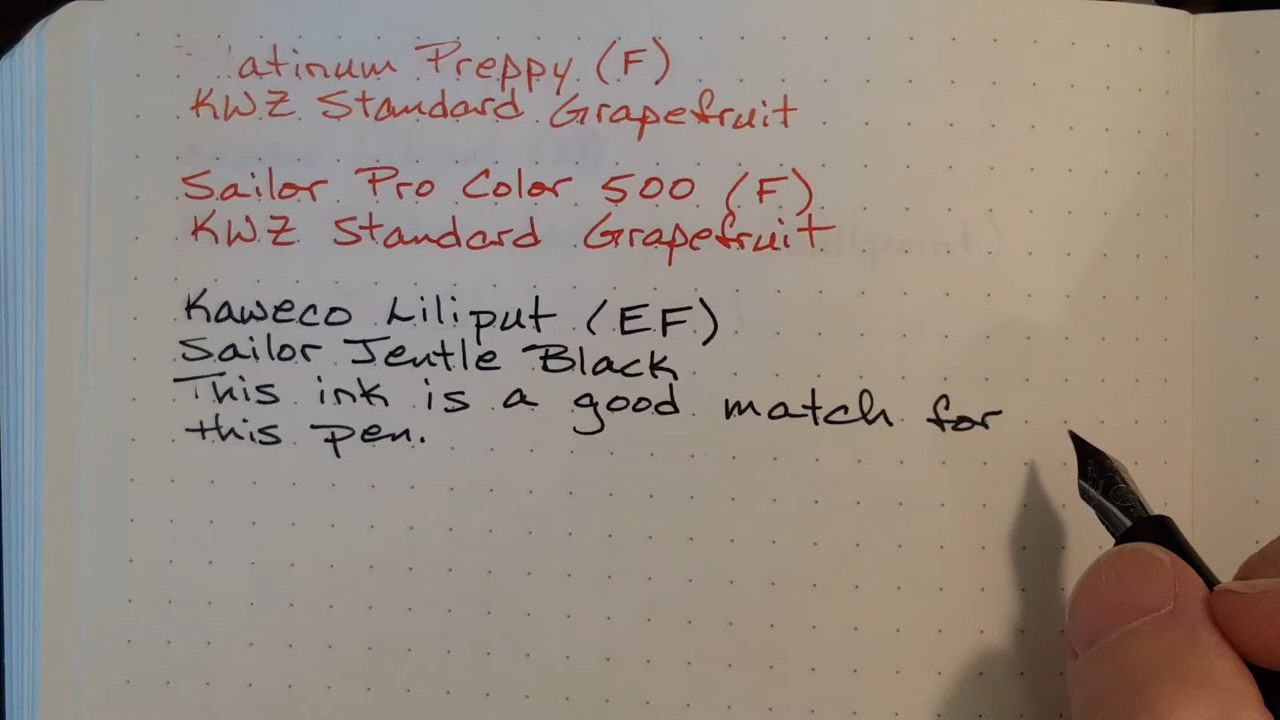 atinum Preppy (F)
KWZ Standard Grapefruit
Sailor Pro Color 500 (F)
KWZ Standard Grapefruit
Kaweco Liliput (EF)
Sailor Jentle Black
This ink is a good match for
this pen.